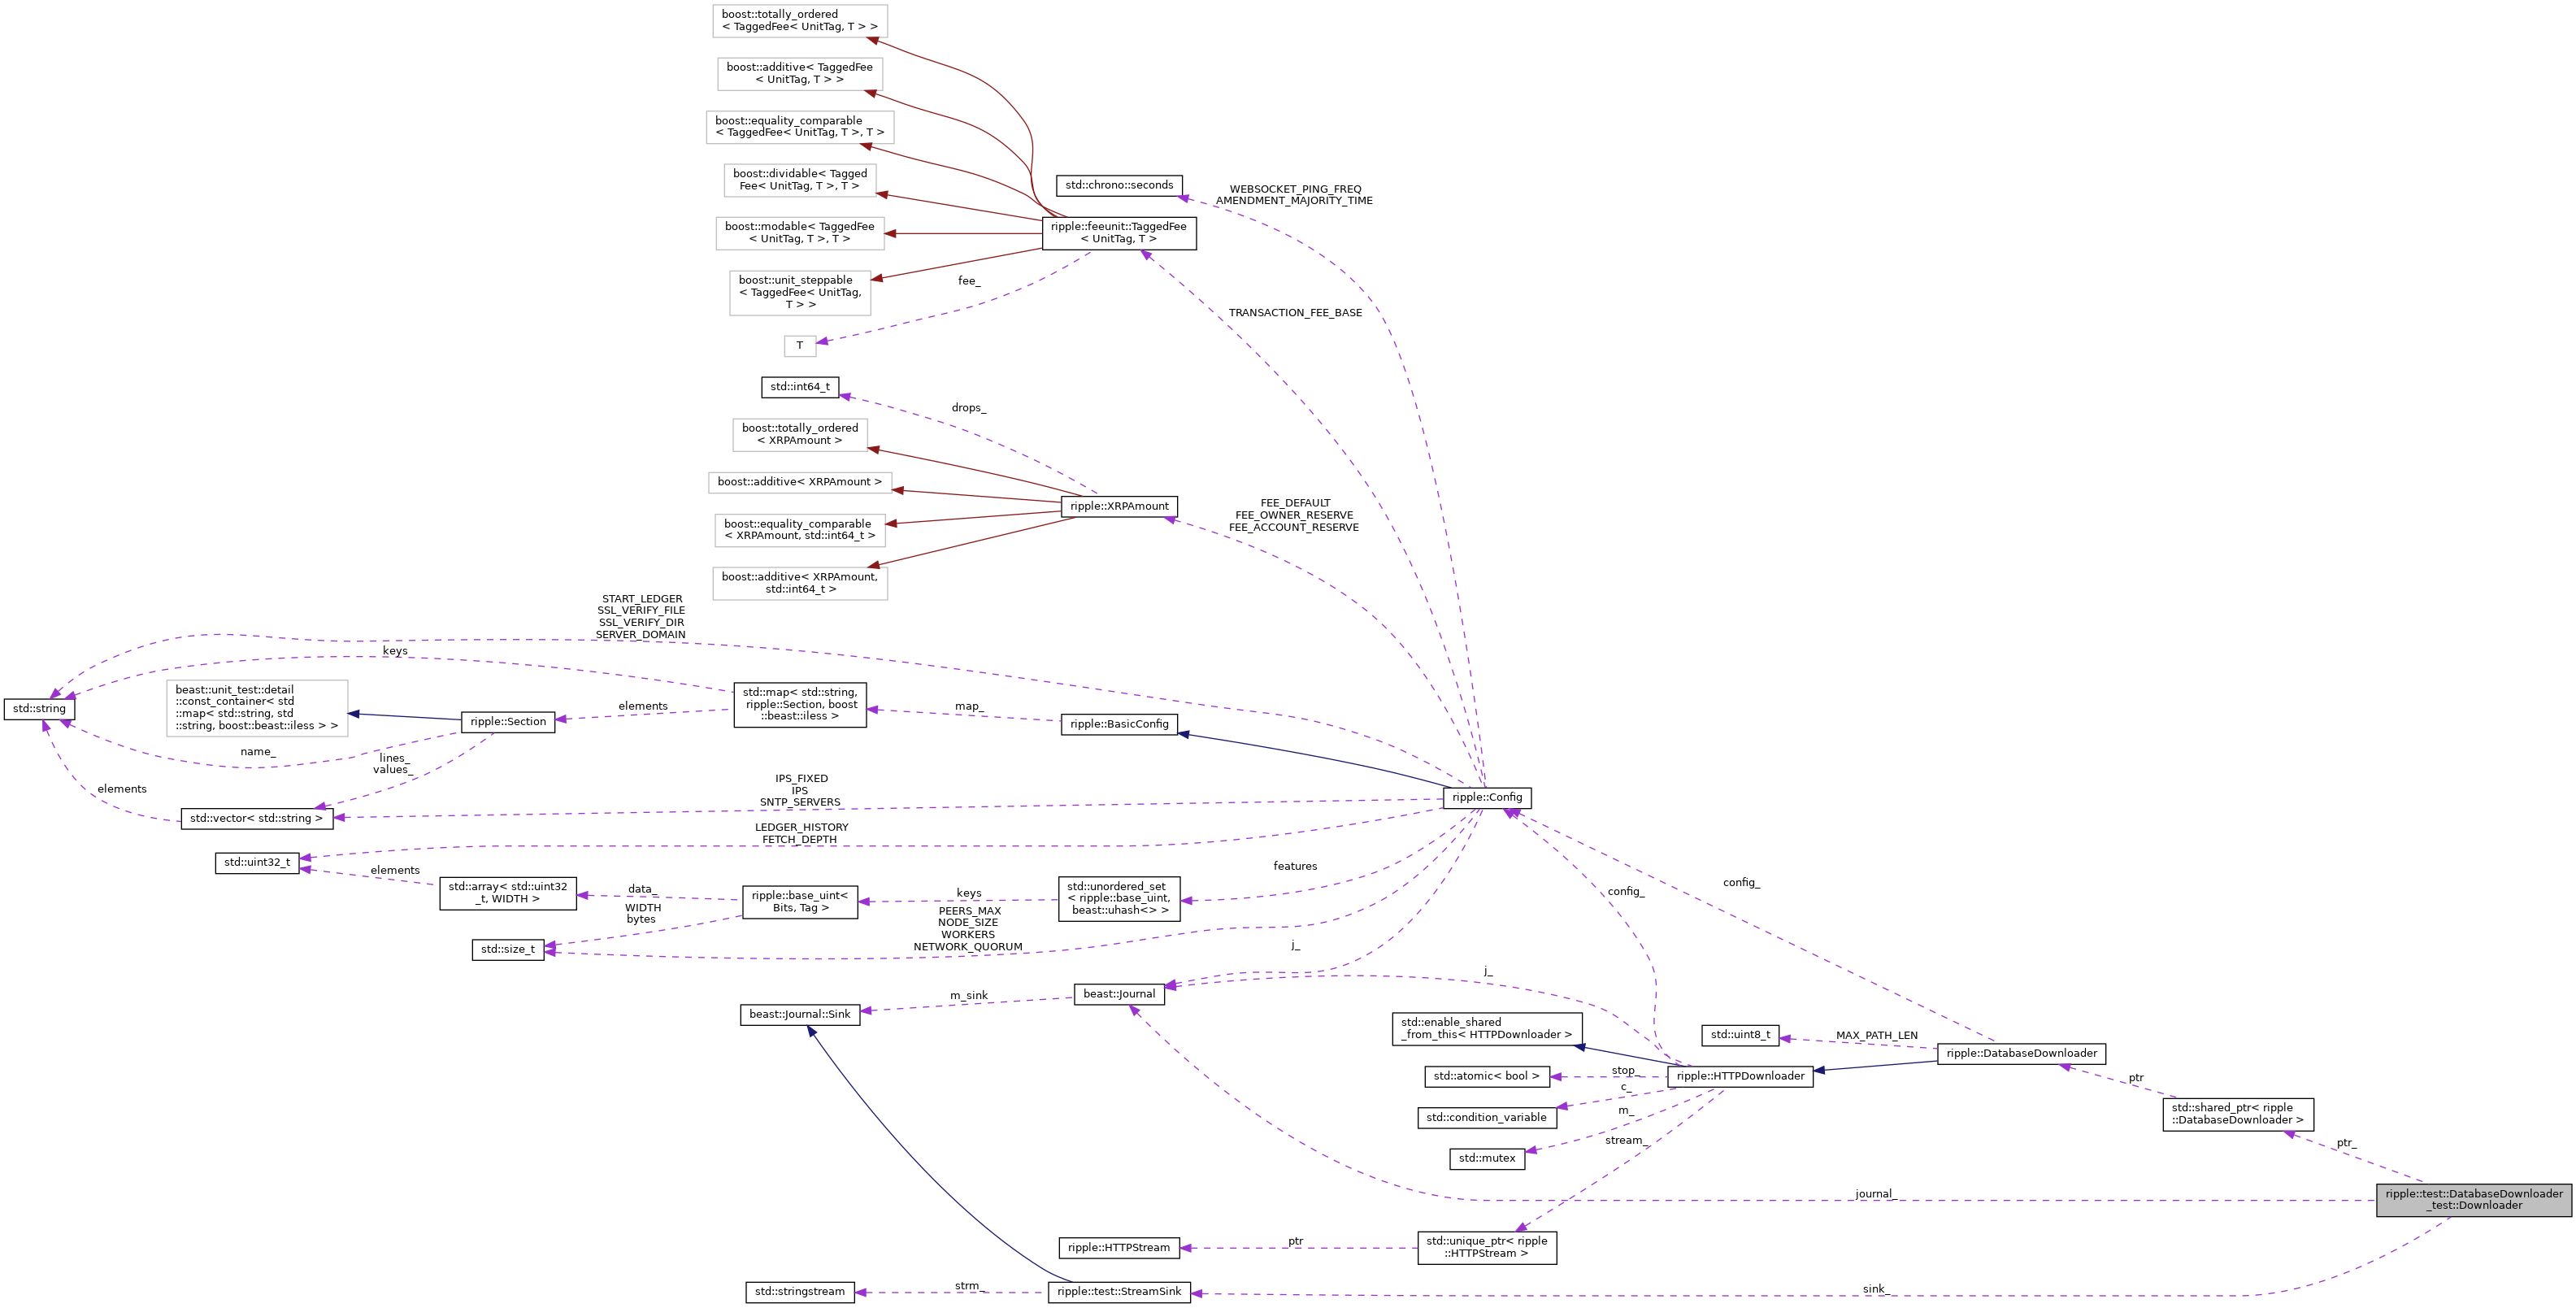 boost::totally_ordered
< TaggedFee< UnitTag, T > >
boost::additive< TaggedFee
< UnitTag, T > >
boost::equality_comparable
< TaggedFee< UnitTag, T >, T >
boost::dividable< Tagged
Fee< UnitTag, T >, T >
boost::modable< TaggedFee
< UnitTag, T >, T >
boost::unit_steppable
< TaggedFee< UnitTag,
T > >
T
std::chrono::seconds
ripple::feeunit::TaggedFee
< UnitTag, T >
fee_
WEBSOCKET_PING_FREQ
AMENDMENT_MAJORITY_TIME
TRANSACTION_FEE_BASE
std::int64_t
drops_
boost::totally_ordered
< XRPAmount >
boost::additive< XRPAmount >
boost::equality_comparable
< XRPAmount, std::int64_t >
boost::additive< XRPAmount,
std::int64_t >
ripple::XRPAmount
FEE_DEFAULT
FEE_OWNER_RESERVE
FEE_ACCOUNT_RESERVE
START_LEDGER
SSL_VERIFY_FILE
SSL_VERIFY_DIR
SERVER_DOMAIN
keys
std::string
beast::unit_test::detail
::const_container< std
::map< std::string, std
::string, boost::beast::iless > >
ripple::Section
elements
std::map< std::string,
ripple::Section, boost
::beast::iless >
map_
ripple::BasicConfig
name_
lines_
values_
elements
std::vector< std::string >
IPS_FIXED
IPS
SNTP_SERVERS
ripple::Config
LEDGER_HISTORY
FETCH_DEPTH
std::uint32_t
elements
std::array< std::uint32
_t, WIDTH >
data_
WIDTH
bytes
ripple::base_uint<
Bits, Tag >
keys
std::unordered_set
< ripple::base_uint,
beast::uhash<> >
features
std::size_t
PEERS_MAX
NODE_SIZE
WORKERS
NETWORK_QUORUM
j_
config_
config_
j_
beast::Journal
m_sink
beast::Journal::Sink
std::enable_shared
_from_this< HTTPDownloader >
std::uint8_t
MAX_PATH_LEN
ripple::DatabaseDownloader
std::atomic< bool >
stop_
ripple::HTTPDownloader
ptr
std::condition_variable
c_
m_
std::shared_ptr< ripple
::DatabaseDownloader >
std::mutex
stream_
ptr_
journal_
ripple::test::DatabaseDownloader
_test::Downloader
ripple::HTTPStream
ptr
std::unique_ptr< ripple
::HTTPStream >
std::stringstream
strm_
ripple::test::StreamSink
sink_